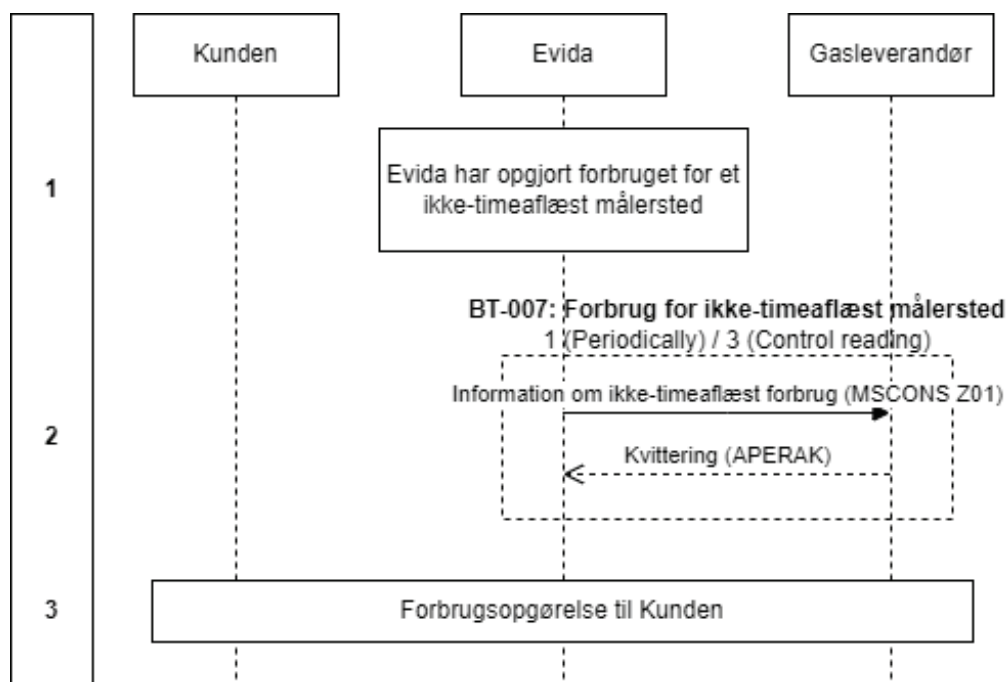 Kunden
Evida
Gasleverandør
1
Evida har opgjort forbruget for et
ikke-timeaflæst målersted
BT-007: Forbrug for ikke-timeaflæst målersted
1 (Periodically) / 3 (Control reading)
2
Information om ikke-timeaflæst forbrug (MSCONS Z01)
Kvittering (APERAK)
3
Forbrugsopgørelse til Kunden